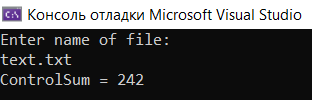 Консоль отладки Microsoft Visual Studio
Enter name of file:
text.txt
ControlSum = 242